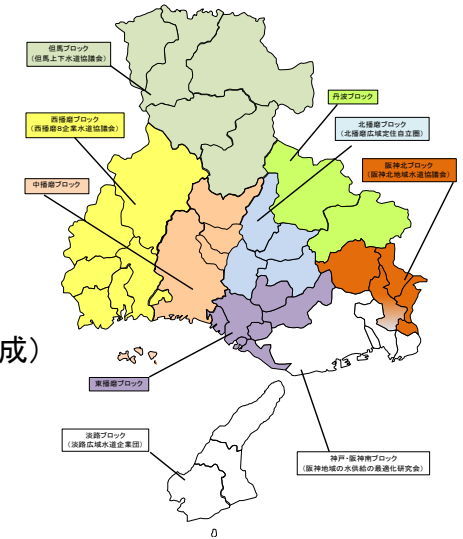 但馬ブロック
(但馬上下水道協議会)
丹波ブロック
西播磨ブロック
(西播磨8企業水道協議会)
北播磨ブロック
(北播磨広域定住自立圏)
阪神北ブロック
(阪神北地域水道協議会)
中播磨ブロック
成)
東播磨ブロック
淡路ブロック
(淡路広域水道企業団)
神戸・阪神南ブロック
(阪神地域の水供給の最適化研究会)